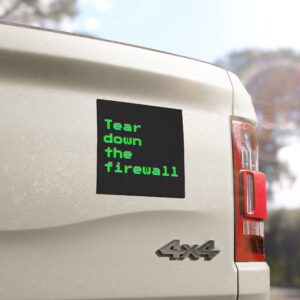 Tear
down
the
firewall
4x4